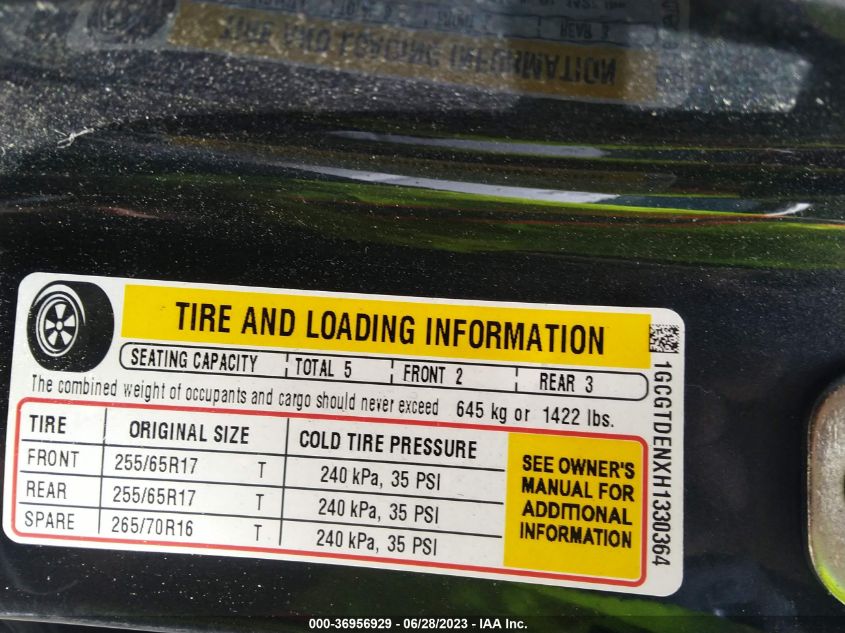 TIRE AND LOADING INFORMATION
SEATING CAPACITY TOTAL 5 FRONT 2 REAR 3
The combined weight of occupants and cargo should never exceed 645 kg or 1422 lbs.
TIRE ORIGINAL SIZE COLD TIRE PRESSURE
FRONT 255/65R17 T 240 kPa, 35 PSI
REAR 255/65R17 T 240 kPa, 35 PSI
SPARE 265/70R16 T 240 kPa, 35 PSI
SEE OWNER'S
MANUAL FOR
ADDITIONAL
INFORMATION
1GCGTDENXH1330364
000-36956929 - 06/28/2023 - IAA Inc.